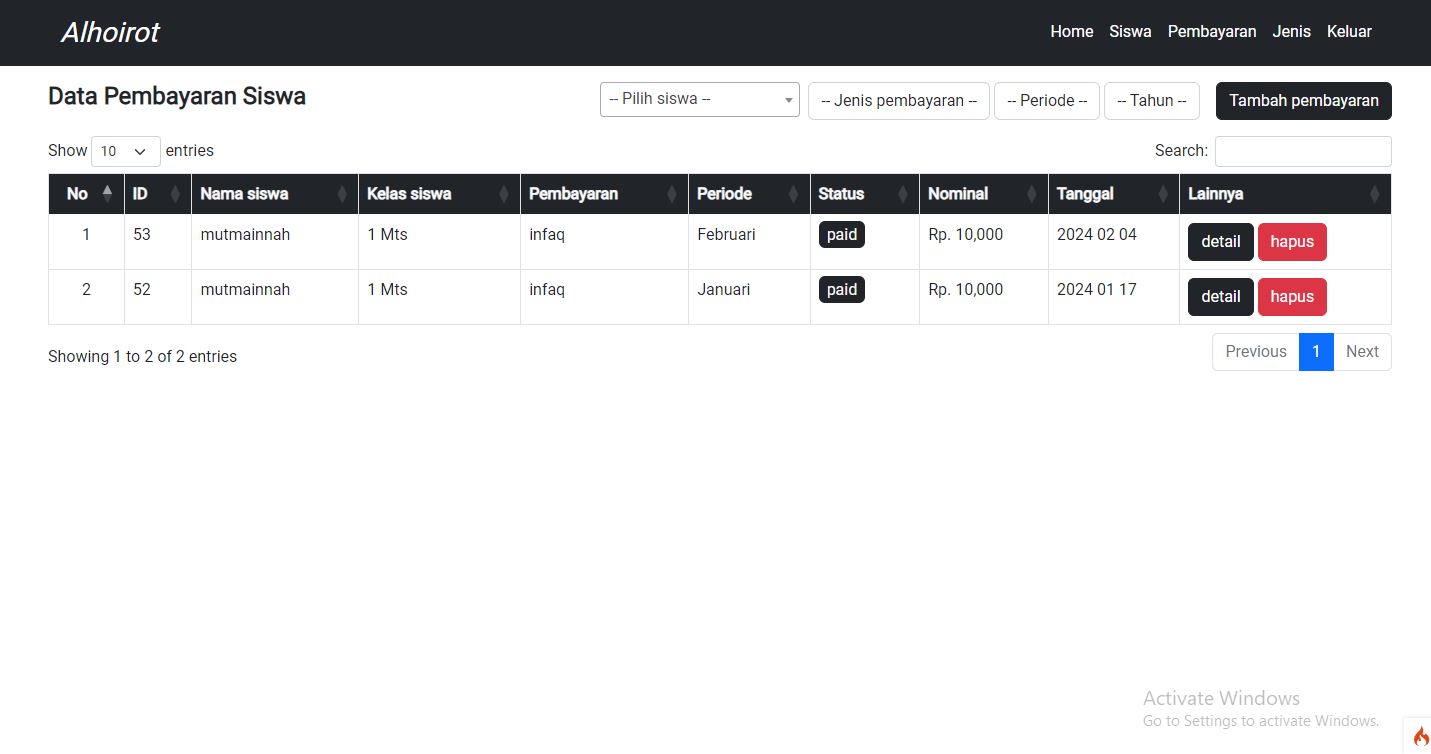 Alhoirot Home Siswa Pembayaran Jenis Keluar
Data Pembayaran Siswa -- Pilih siswa -- -- Jenis pembayaran -- -- Periode -- -- Tahun -- Tambah pembayaran
Show 10 entries Search:
No ID Nama siswa Kelas siswa Pembayaran Periode Status Nominal Tanggal Lainnya
1 53 mutmainnah 1 Mts infaq Februari paid Rp. 10,000 2024 02 04 detail hapus
2 52 mutmainnah 1 Mts infaq Januari paid Rp. 10,000 2024 01 17 detail hapus
Showing 1 to 2 of 2 entries Previous 1 Next
Activate Windows
Go to Settings to activate Windows.